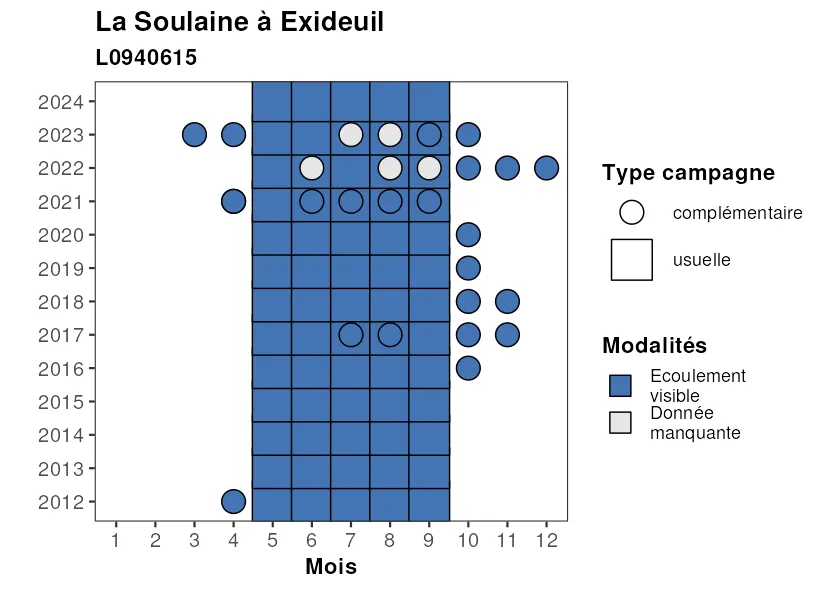 La Soulaine à Exideuil
L0940615
2024
2023
2022
2021
2020
2019
2018
2017
2016
2015
2014
2013
2012
1 2 3 4 5 6 7 8 9 10 11 12
Mois
Type campagne
complémentaire
usuelle
Modalités
Ecoulement
visible
Donnée
manquante